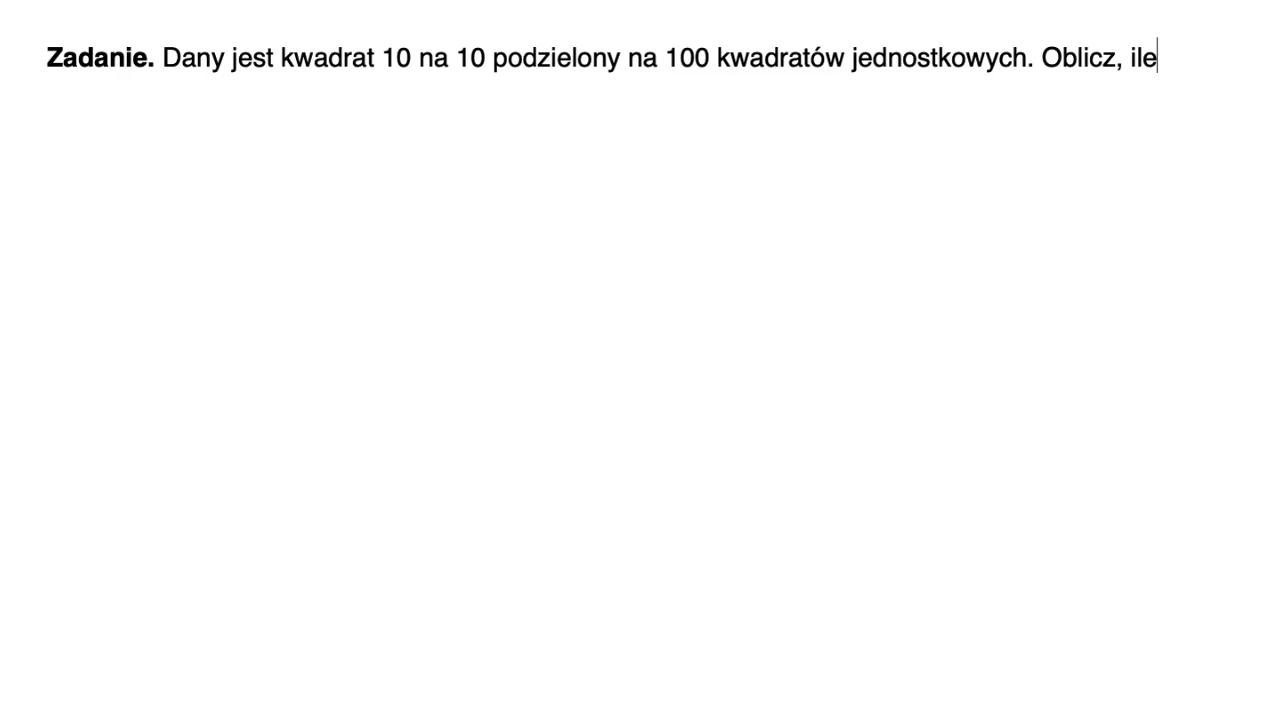 Zadanie. Dany jest kwadrat 10 na 10 podzielony na 100 kwadratów jednostkowych. Oblicz, ile